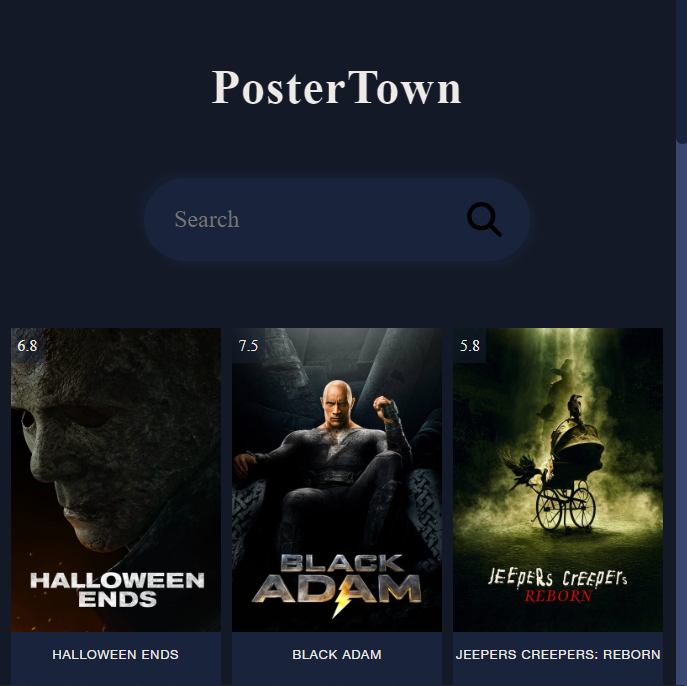 PosterTown
Search
6.8
7.5
5.8
HALLOWEEN
ENDS
BLACK
ADAM
JEEPERS CREEPERS
REBORN
HALLOWEEN ENDS
BLACK ADAM
JEEPERS CREEPERS: REBORN